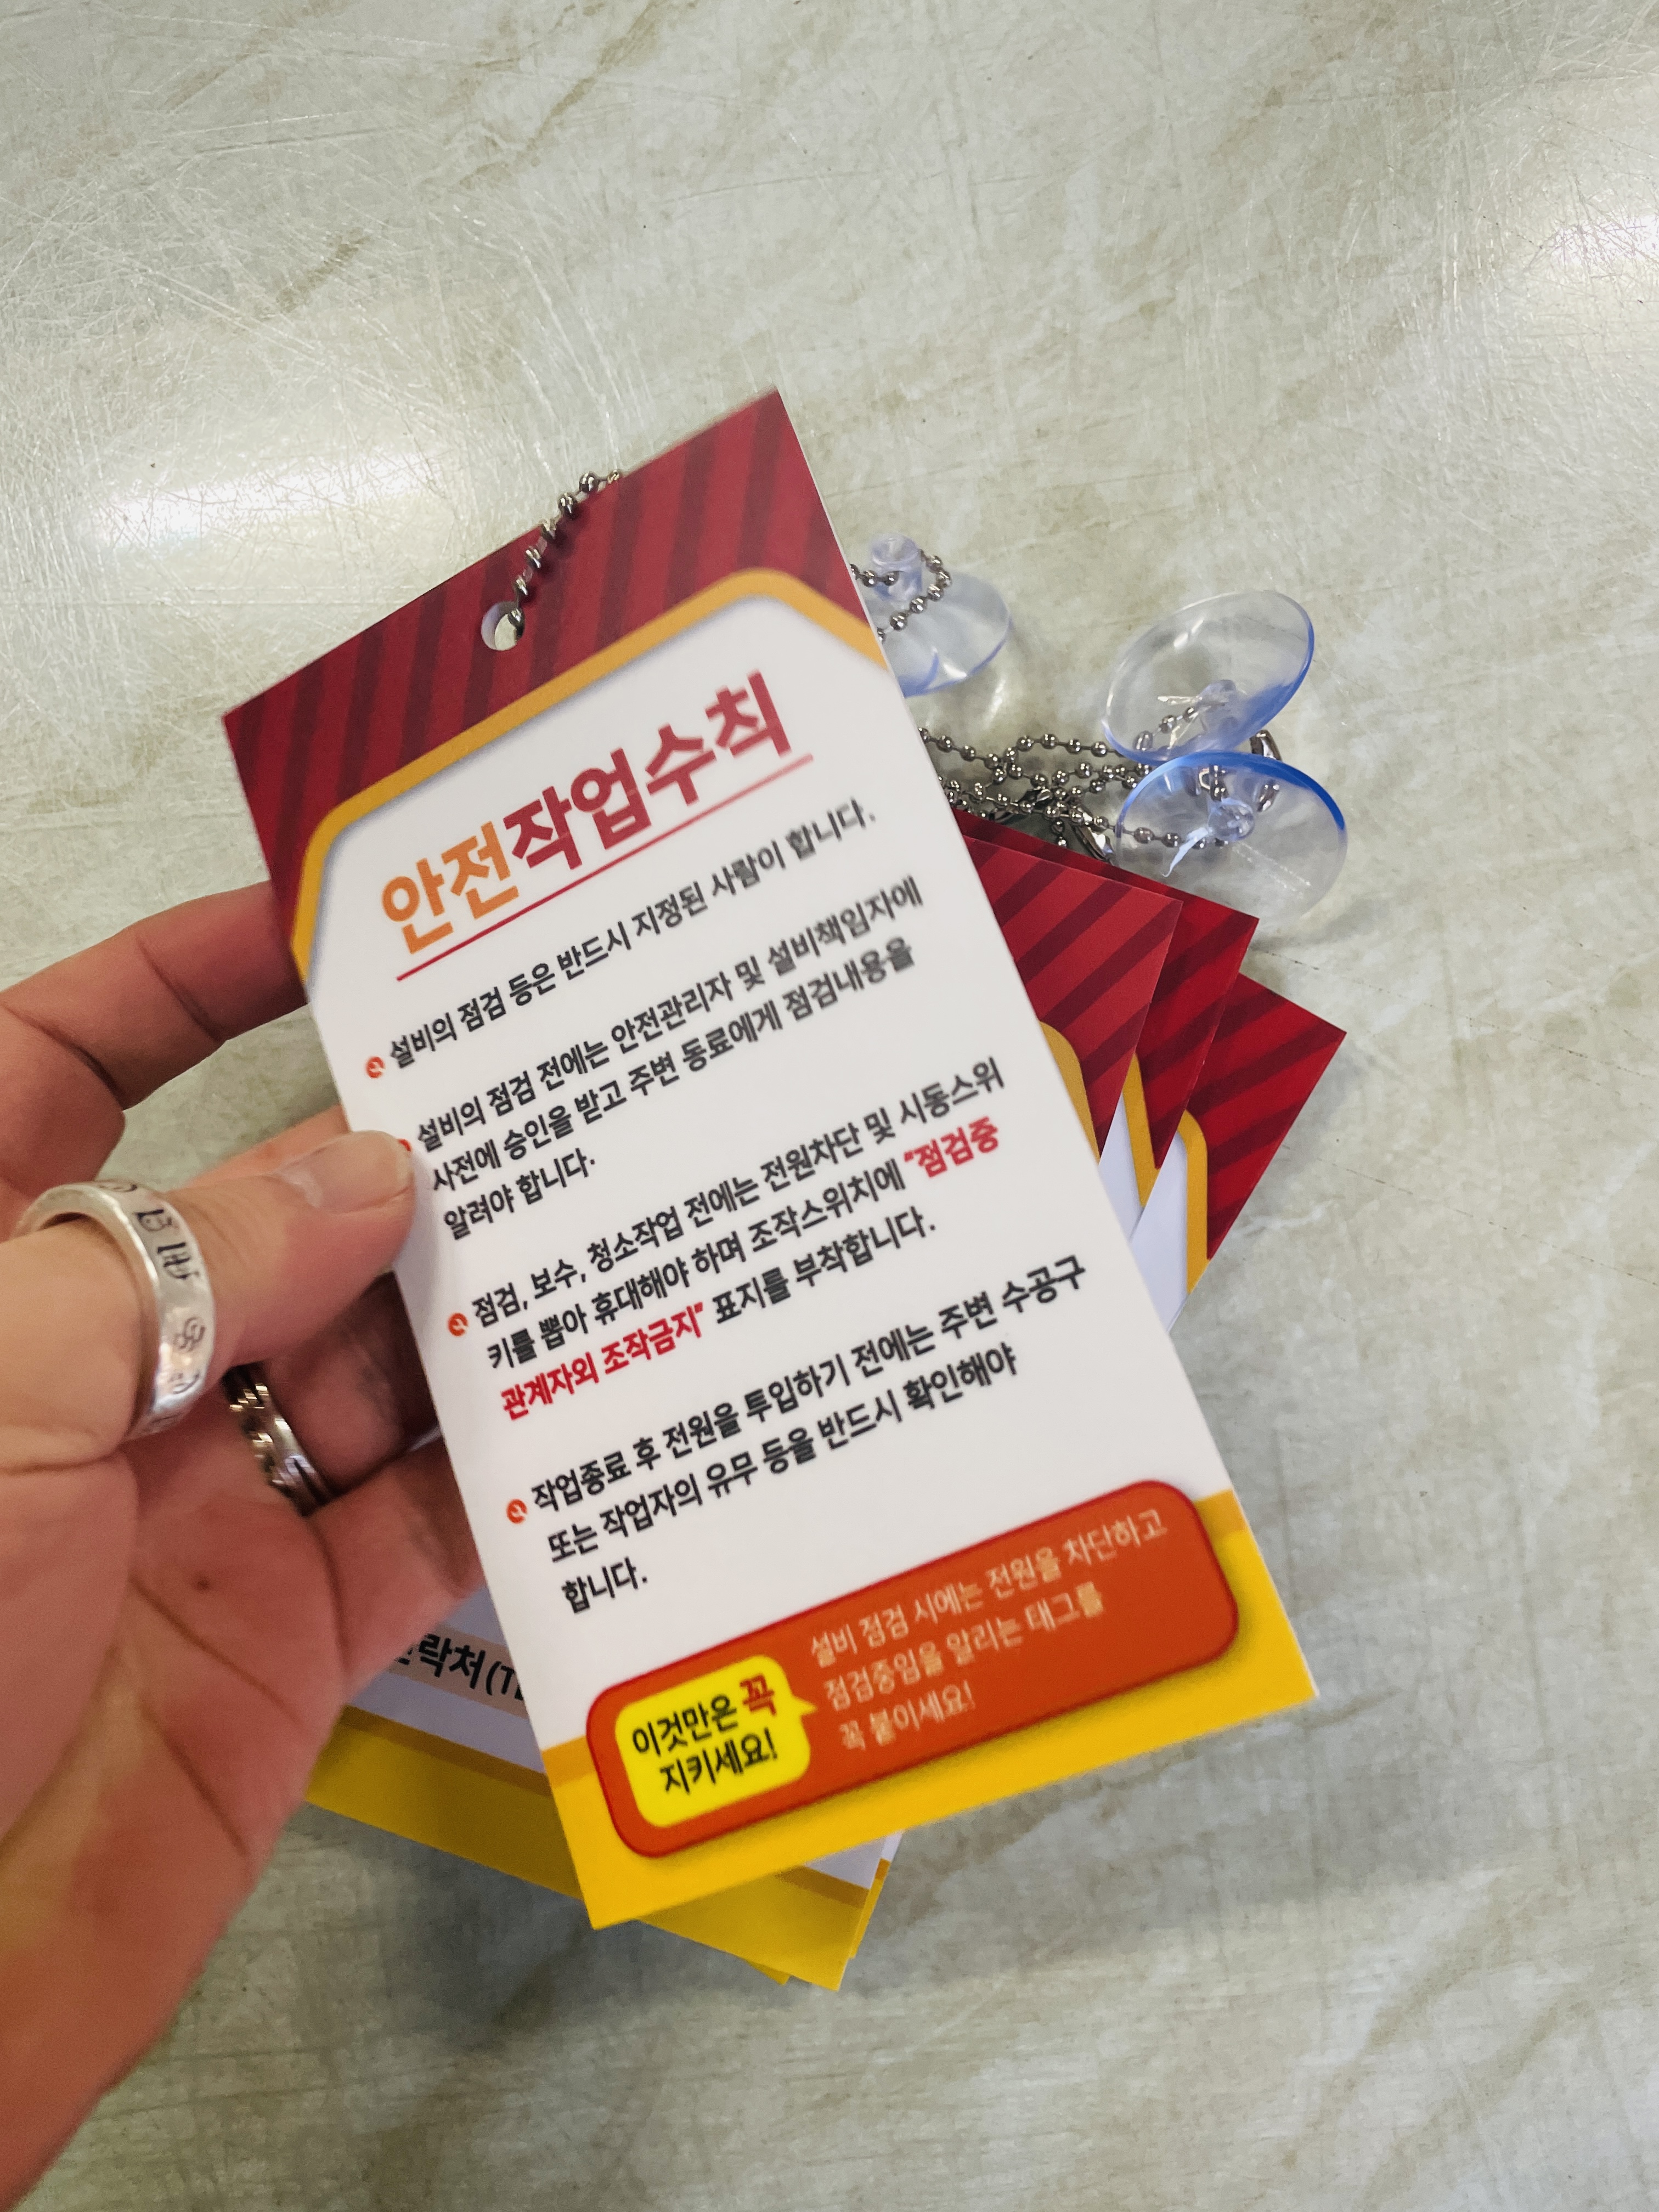 안전작업수칙
설비의 점검 등은 반드시 지정된 사람이 합니다.
설비의 점검 전에는 안전관리자 및 설비책임자에
사전에 승인을 받고 주변 동료에게 점검내용을
알려야 합니다.
점검, 보수, 청소작업 전에는 전원차단 및 시동스위
키를 뽑아 휴대해야 하며 조작스위치에 "점검중
관계자외 조작금지" 표지를 부착합니다.
작업종료 후 전원을 투입하기 전에는 주변 수공구
또는 작업자의 유무 등을 반드시 확인해야
합니다.
이것만은 꼭
지키세요!
설비 점검 시에는 전원을 차단하고
점검중임을 알리는 태그를
꼭 붙이세요!
락처(T